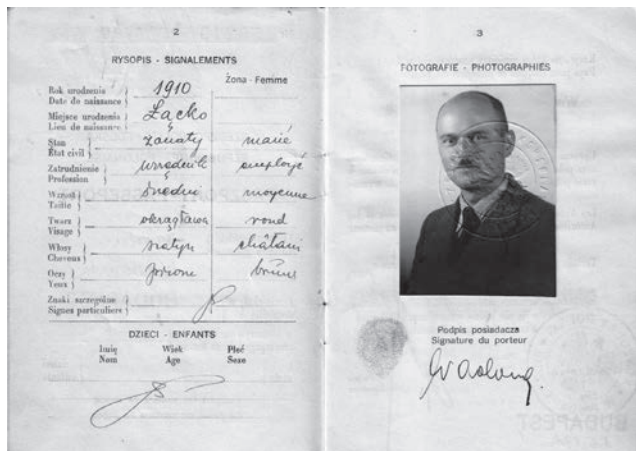 2
RYSOPIS - SIGNALEMENTS
Żona - Femme
Rok urodzenia
Date de naissance
1910
Miejsce urodzenia
Lieu de naissance
Łącko
Stan
État civil
żonaty
marié
Zatrudnienie
Profession
urzędnik
employé
Wzrost
Taille
średni
moyenne
Twarz
Visage
okrągława
rond
Włosy
Cheveux
szatyn
châtain
Oczy
Yeux
piwne
brune
Znaki szczególne
Signes particuliers
DZIECI - ENFANTS
Imię Wiek Płeć
Nom Age Sexe
3
FOTOGRAFIE - PHOTOGRAPHIES
Podpis posiadacza
Signature du porteur
BUDAPEST